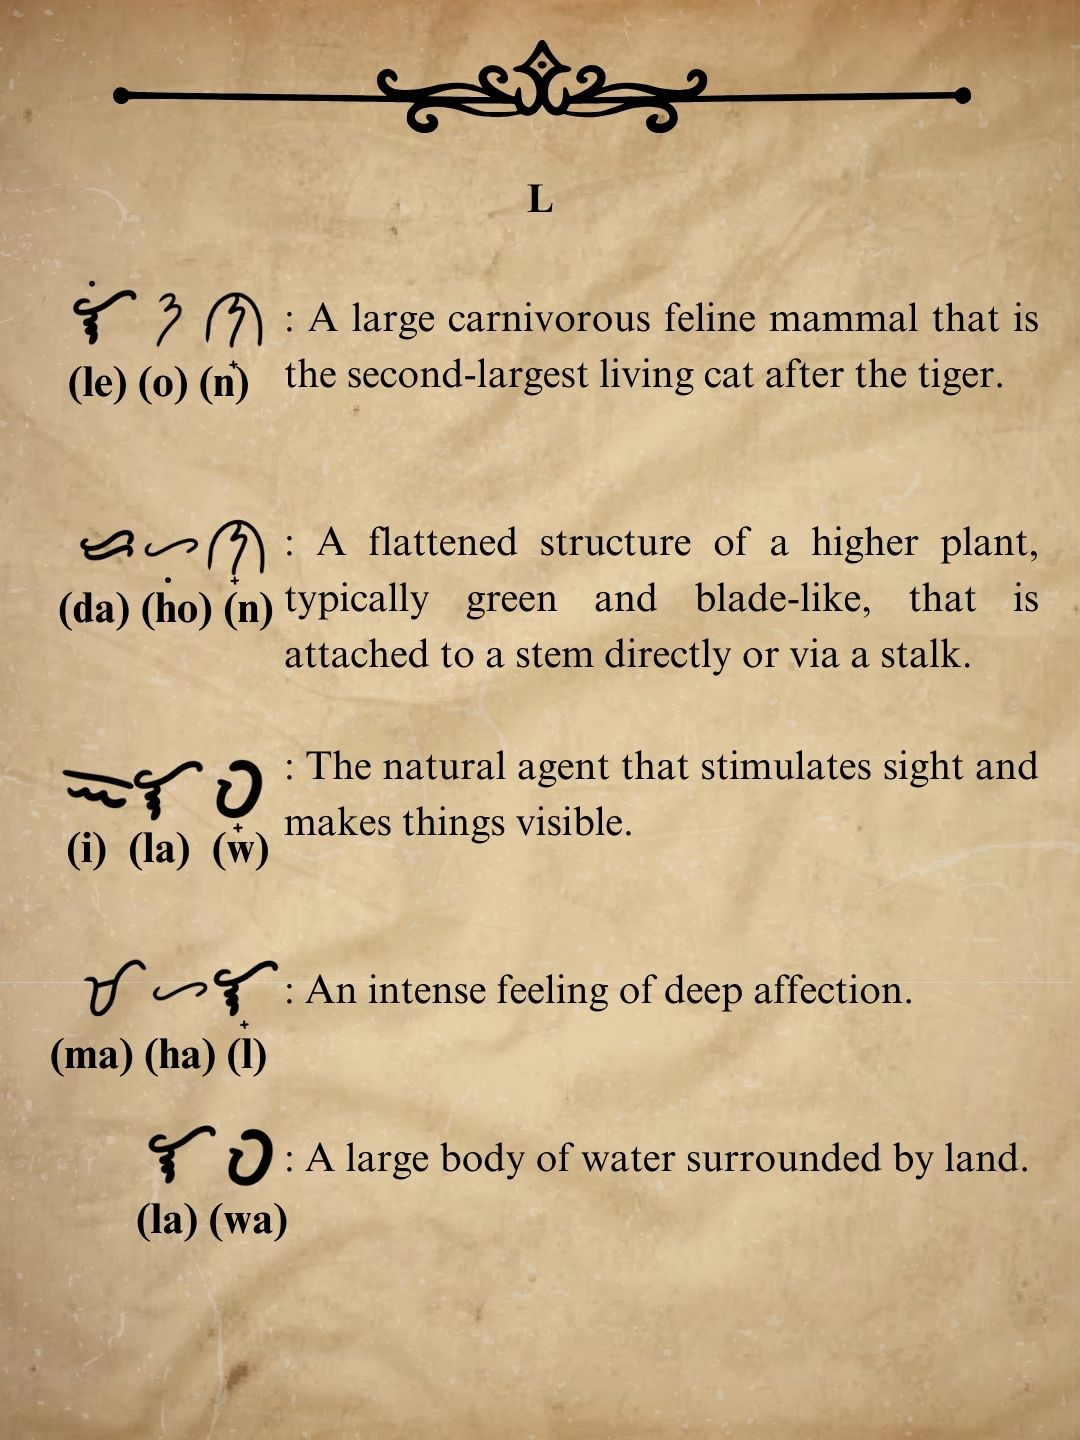 L
ᜎᜒ ᜂ ᜈ᜔ : A large carnivorous feline mammal that is
(le) (o) (n) the second-largest living cat after the tiger.
ᜇ ᜑᜓ ᜈ᜔ : A flattened structure of a higher plant,
(da) (ho) (n) typically green and blade-like, that is
attached to a stem directly or via a stalk.
ᜁ ᜎ ᜏ᜔ : The natural agent that stimulates sight and
(i) (la) (w) makes things visible.
ᜋ ᜑ ᜎ᜔ : An intense feeling of deep affection.
(ma) (ha) (l)
ᜎ ᜏ : A large body of water surrounded by land.
(la) (wa)